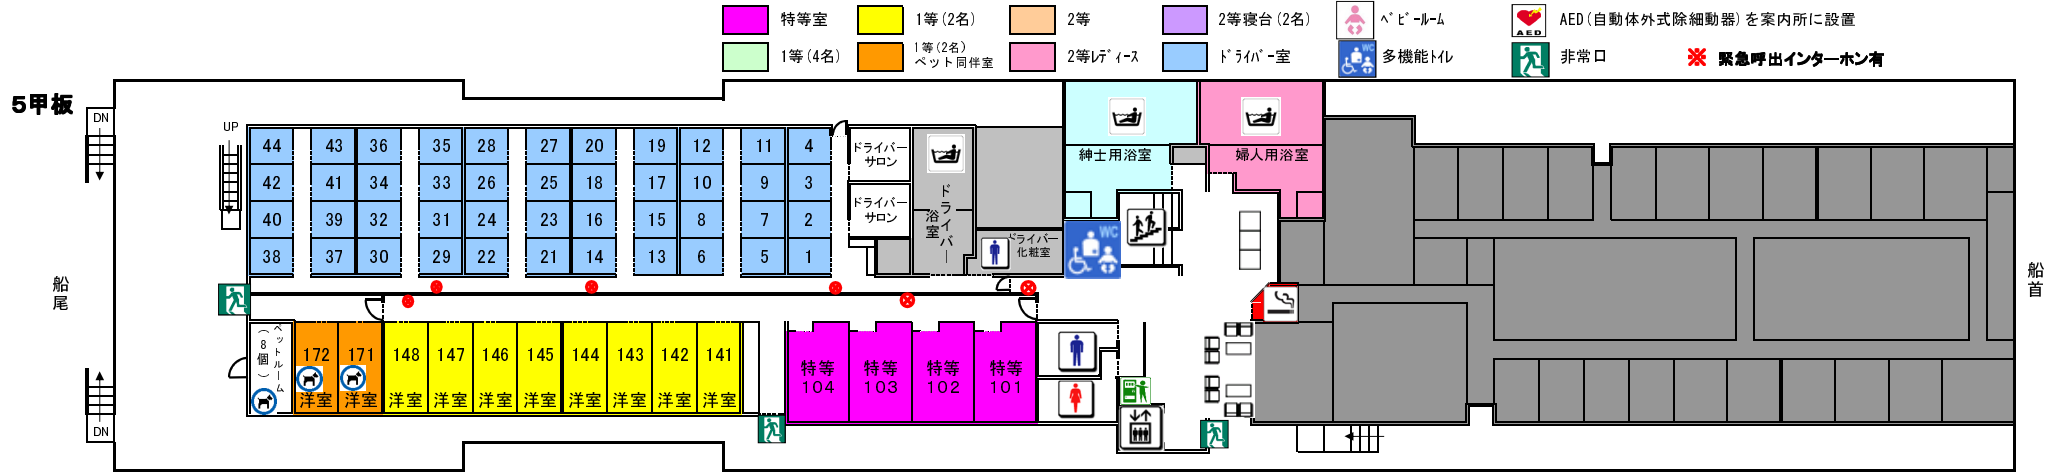 特等室
1等(2名)
2等
2等寝台(2名)
ﾍﾞﾋﾞｰﾙｰﾑ
AED(自動体外式除細動器)を案内所に設置
AED
1等(4名)
1等(2名)
ペット同伴室
2等ﾚﾃﾞｨｰｽ
ﾄﾞﾗｲﾊﾞｰ室
WC
多機能ﾄｲﾚ
非常口
緊急呼出インターホン有
5甲板
DN
UP
44 43 36 35 28 27 20 19 12 11 4
42 41 34 33 26 25 18 17 10 9 3
40 39 32 31 24 23 16 15 8 7 2
38 37 30 29 22 21 14 13 6 5 1
ドライバー
サロン
ドライバー
サロン
ドライバー
浴室
ドライバー
化粧室
紳士用浴室
婦人用浴室
WC
船尾
船首
ペットルーム
(8個)
172 171 148 147 146 145 144 143 142 141
洋室 洋室 洋室 洋室 洋室 洋室 洋室 洋室 洋室 洋室
特等 特等 特等 特等
104 103 102 101
DN